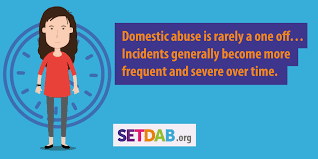 Domestic abuse is rarely a one off...
Incidents generally become more
frequent and severe over time.
SETDAB.org